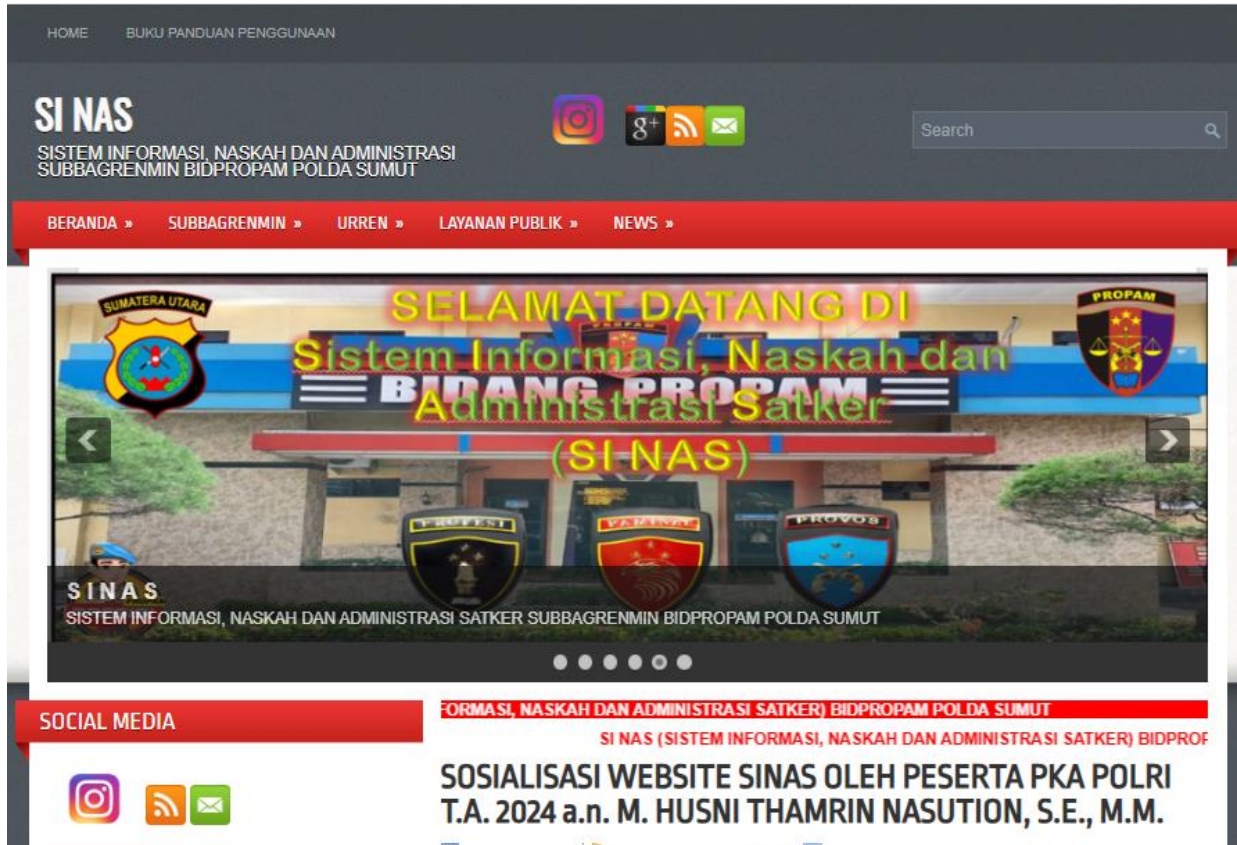 HOME BUKU PANDUAN PENGGUNAAN
SI NAS
SISTEM INFORMASI, NASKAH DAN ADMINISTRASI
SUBBAGRENMIN BIDPROPAM POLDA SUMUT
g+
Search
BERANDA » SUBBAGRENMIN » URREN » LAYANAN PUBLIK » NEWS »
SUMATERA UTARA
PROPAM
SELAMAT DATANG DI
Sistem Informasi, Naskah dan
BIDANG PROPAM
Administrasi Satker
(SI NAS)
PROFESI PAMINAL PROVOS
S I N A S
SISTEM INFORMASI, NASKAH DAN ADMINISTRASI SATKER SUBBAGRENMIN BIDPROPAM POLDA SUMUT
SOCIAL MEDIA
FORMASI, NASKAH DAN ADMINISTRASI SATKER) BIDPROPAM POLDA SUMUT
SI NAS (SISTEM INFORMASI, NASKAH DAN ADMINISTRASI SATKER) BIDPROP
SOSIALISASI WEBSITE SINAS OLEH PESERTA PKA POLRI
T.A. 2024 a.n. M. HUSNI THAMRIN NASUTION, S.E., M.M.